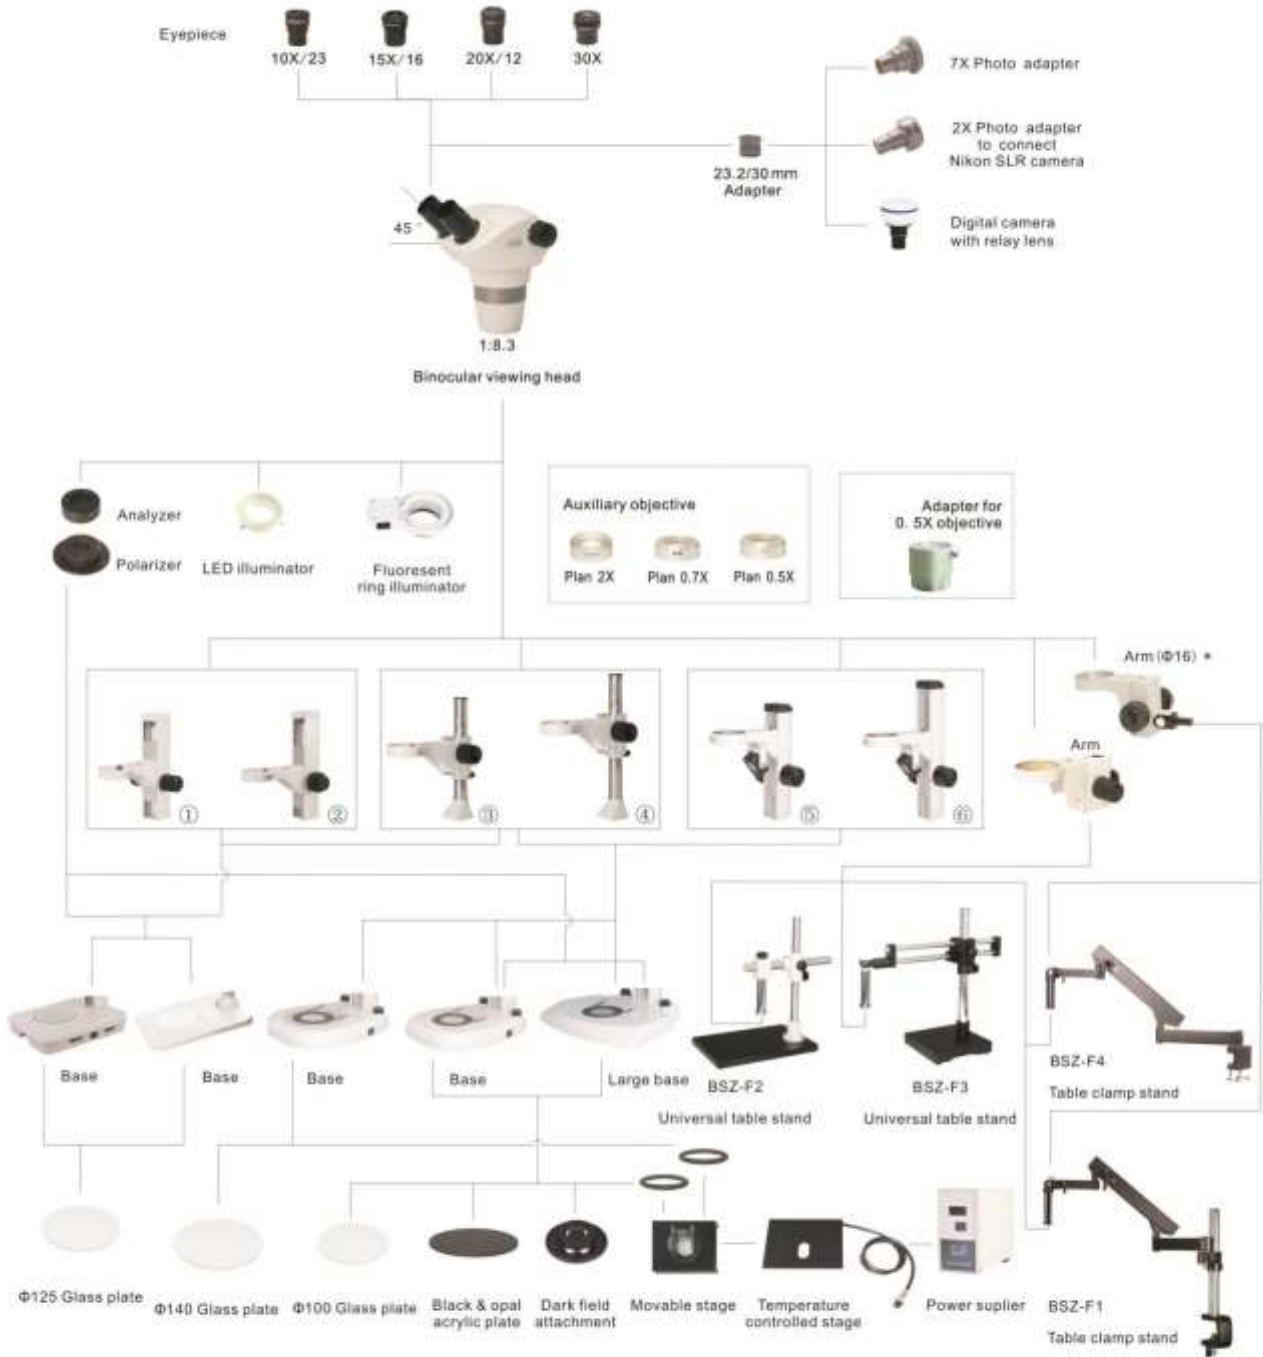 Eyepiece
10X/23
15X/16
20X/12
30X
7X Photo adapter
2X Photo adapter
to connect
Nikon SLR camera
23.2/30mm
Adapter
Digital camera
with relay lens
45°
1:8.3
Binocular viewing head
Analyzer
Polarizer
LED illuminator
Fluoresent
ring illuminator
Auxiliary objective
Plan 2X
Plan 0.7X
Plan 0.5X
Adapter for
0. 5X objective
Arm(Φ16) *
Arm
①
②
③
④
⑤
⑥
Base
Base
Base
Base
Large base
BSZ-F2
Universal table stand
BSZ-F3
Universal table stand
BSZ-F4
Table clamp stand
Φ125 Glass plate
Φ140 Glass plate
Φ100 Glass plate
Black & opal
acrylic plate
Dark field
attachment
Movable stage
Temperature
controlled stage
Power suplier
BSZ-F1
Table clamp stand